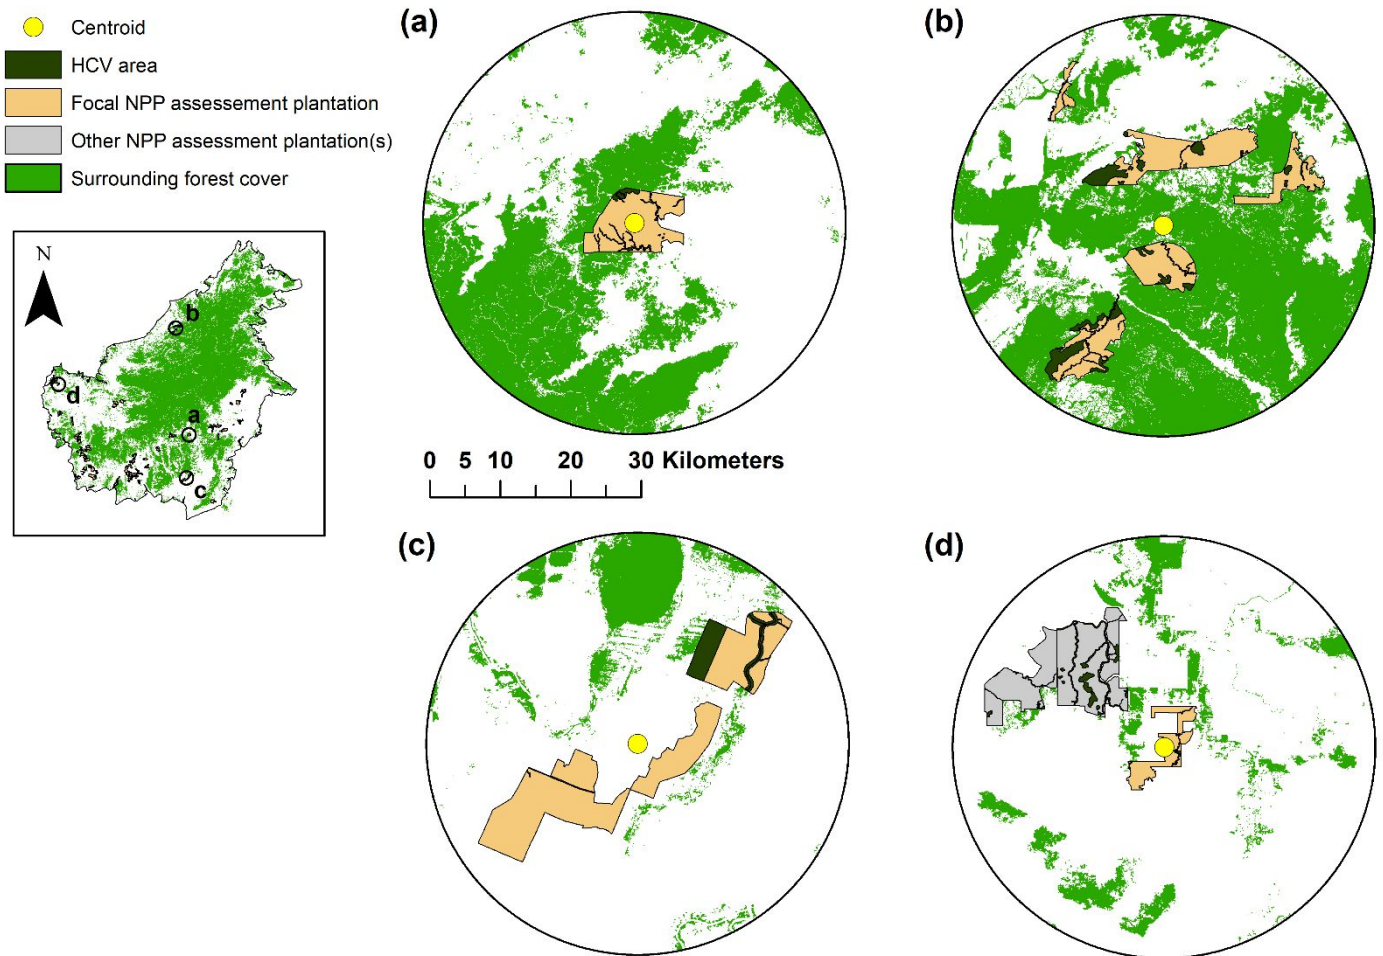 Centroid
HCV area
Focal NPP assessement plantation
Other NPP assessment plantation(s)
Surrounding forest cover
N
b
d
a
c
(a)
(b)
0 5 10 20 30 Kilometers
(c)
(d)